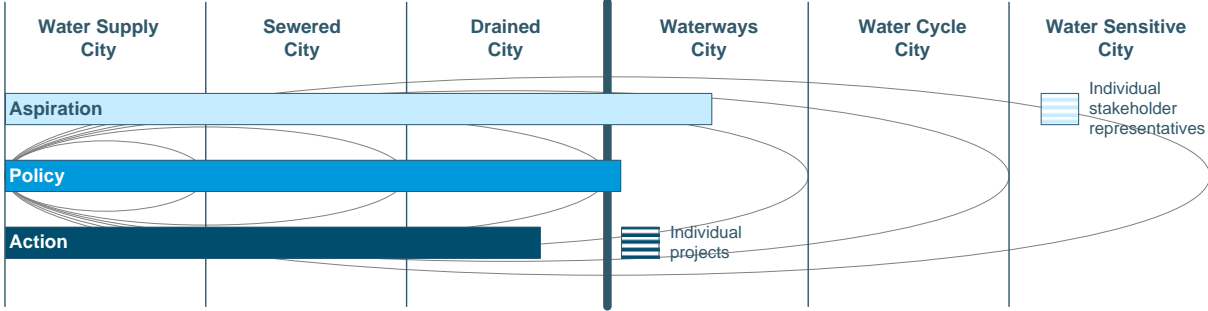 Water Supply
City
Sewered
City
Drained
City
Waterways
City
Water Cycle
City
Water Sensitive
City
Aspiration
Individual
stakeholder
representatives
Policy
Action
Individual
projects